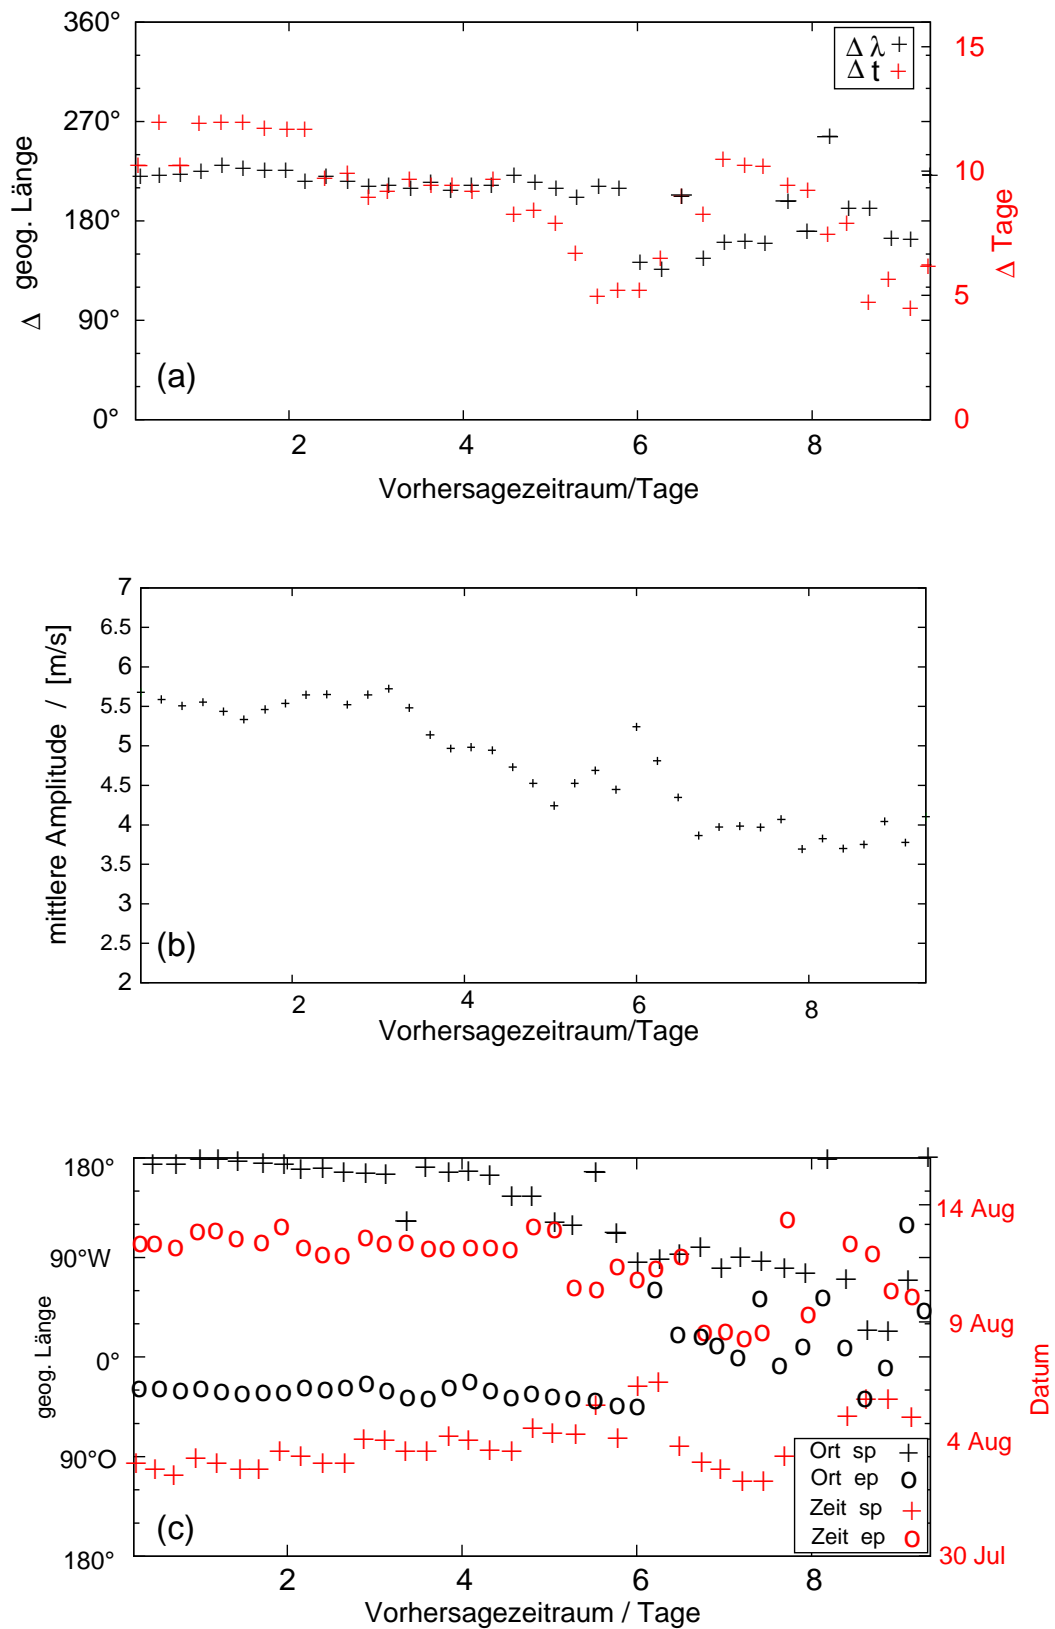 360°
270°
180°
90°
0°
Δ geog. Länge
Δ λ +
Δ t +
15
10
5
0
Δ Tage
(a)
2 4 6 8
Vorhersagezeitraum/Tage
7
6.5
6
5.5
5
4.5
4
3.5
3
2.5
2
mittlere Amplitude / [m/s]
(b)
2 4 6 8
Vorhersagezeitraum/Tage
180°
90°W
0°
90°O
180°
geog. Länge
14 Aug
9 Aug
4 Aug
30 Jul
Datum
Ort sp +
Ort ep o
Zeit sp +
Zeit ep o
(c)
2 4 6 8
Vorhersagezeitraum / Tage